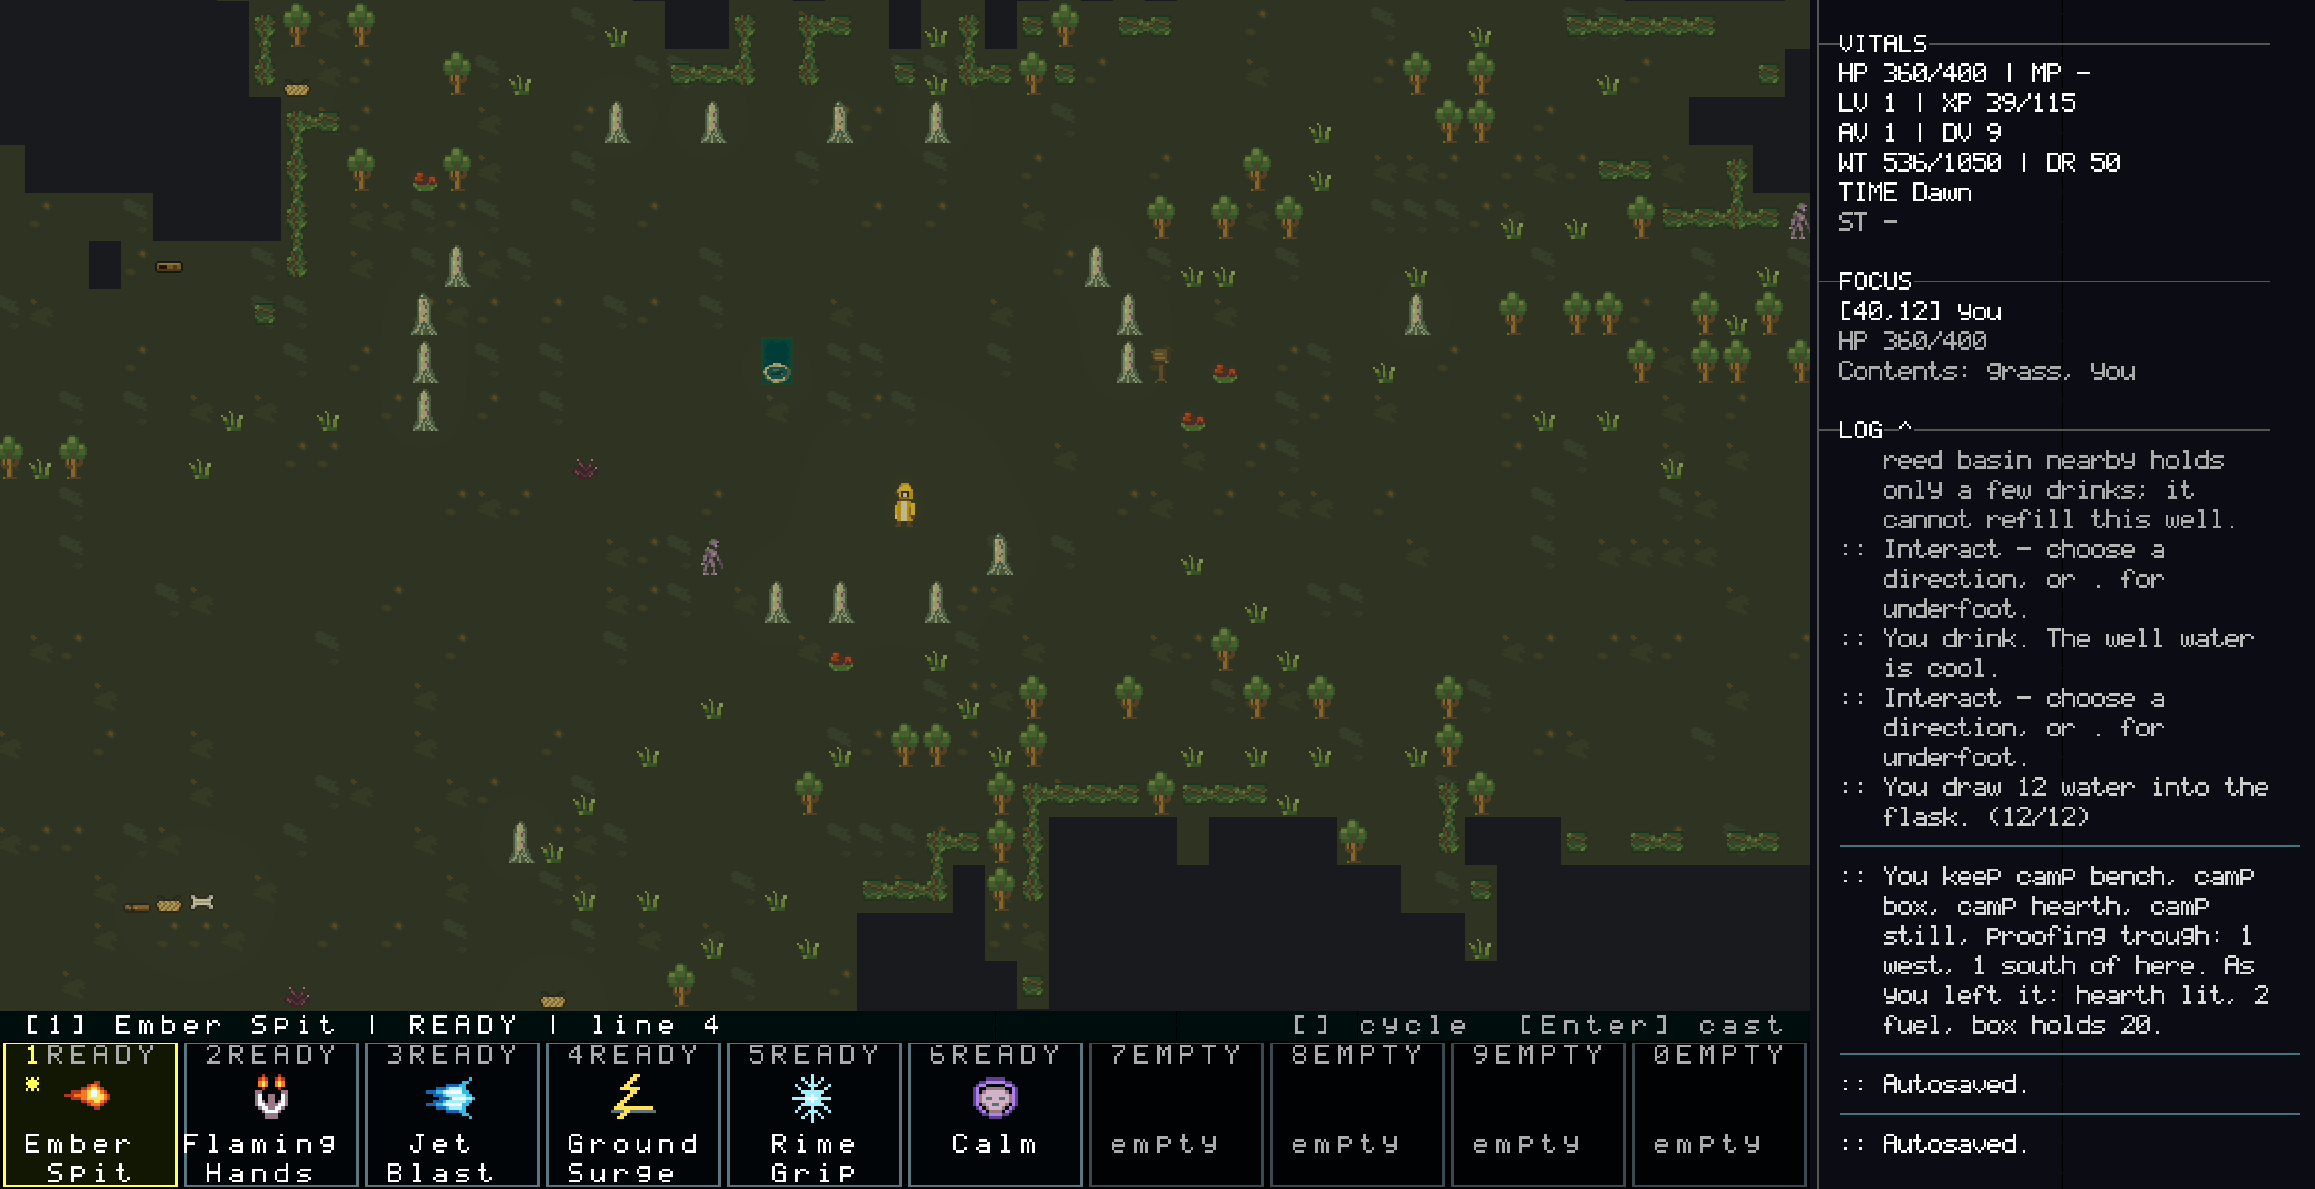 VITALS
HP 360/400 | MP -
LV 1 | XP 39/115
AV 1 | DV 9
WT 536/1050 | DR 50
TIME Dawn
ST -
FOCUS
[40,12] You
HP 360/400
Contents: grass, You
LOG ^
reed basin nearby holds
only a few drinks; it
cannot refill this well.
:: Interact - choose a
direction, or . for
underfoot.
:: You drink. The well water
is cool.
:: Interact - choose a
direction, or . for
underfoot.
:: You draw 12 water into the
flask. (12/12)
:: You keep camp bench, camp
box, camp hearth, camp
still, Proofing trough: 1
west, 1 south of here. As
you left it: hearth lit, 2
fuel, box holds 20.
:: Autosaved.
:: Autosaved.
[1] Ember Spit | READY | line 4
[] cycle [Enter] cast
1READY 2READY 3READY 4READY 5READY 6READY 7EMPTY 8EMPTY 9EMPTY 0EMPTY
Ember Spit
Flaming Hands
Jet Blast
Ground Surge
Rime Grip
Calm
empty
empty
empty
empty